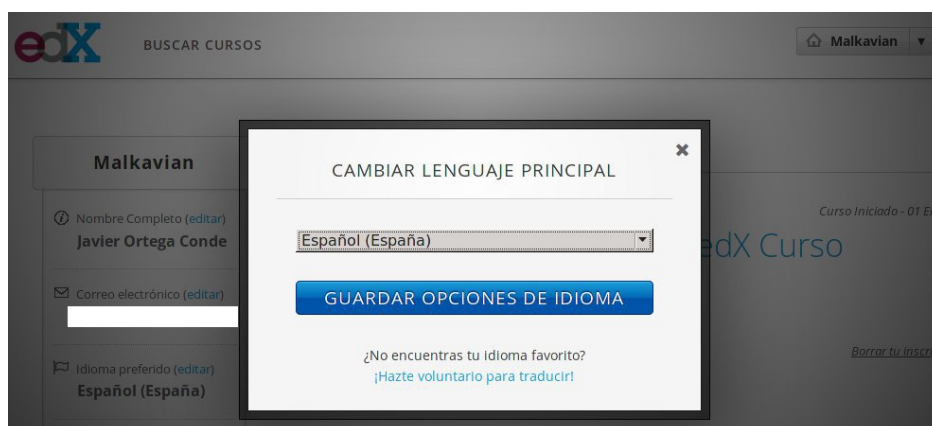 edX
BUSCAR CURSOS
Malkavian
Malkavian
CAMBIAR LENGUAJE PRINCIPAL
Nombre Completo (editar)
Javier Ortega Conde
Curso Iniciado - 01
edX Curso
Español (España)
Correo electrónico (editar)
GUARDAR OPCIONES DE IDIOMA
¿No encuentras tu idioma favorito?
¡Hazte voluntario para traducir!
Borrar tu
Idioma preferido (editar)
Español (España)